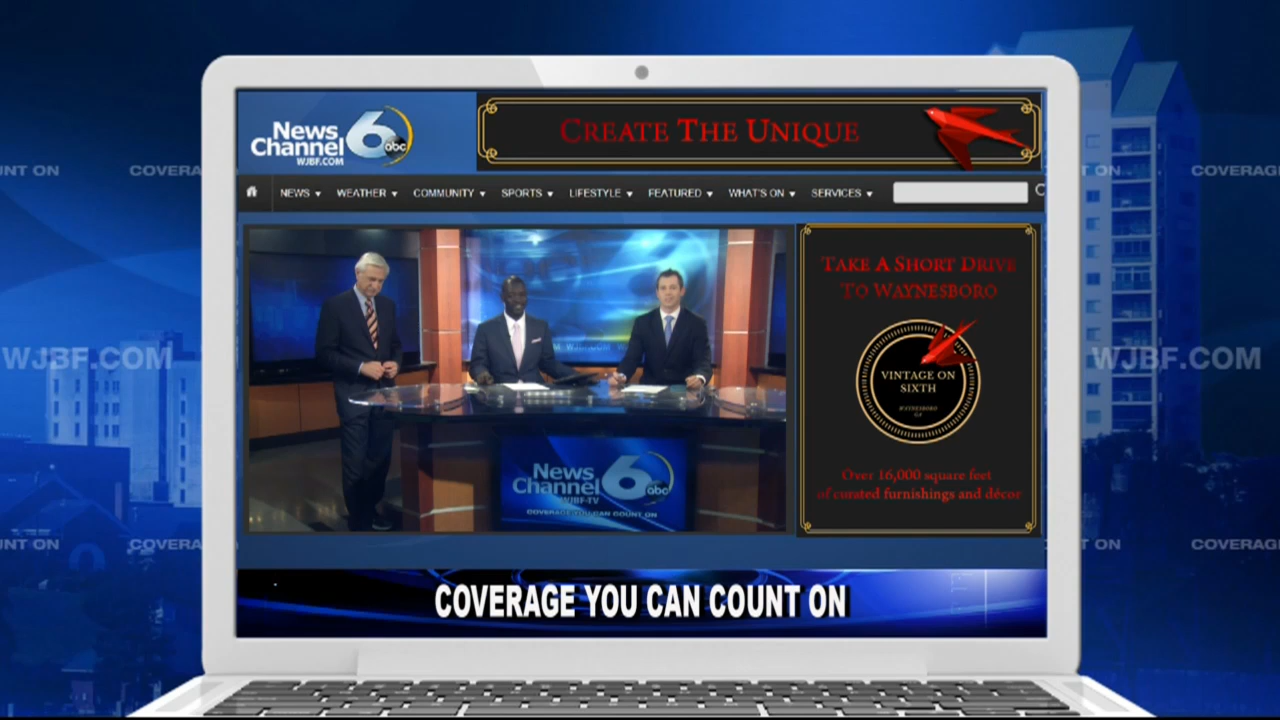 News
Channel 6 abc
WJBF.COM
CREATE THE UNIQUE
NEWS WEATHER COMMUNITY SPORTS LIFESTYLE FEATURED WHAT'S ON SERVICES
UNT ON
COVERA
T ON
COVERAG
TAKE A SHORT DRIVE
TO WAYNESBORO
WJBF.COM
WJBF.COM
VINTAGE ON
SIXTH
WAYNESBORO
GA
News
Channel 6 abc
WJBF-TV
COVERAGE YOU CAN COUNT ON
Over 16,000 square feet
of curated furnishings and décor
UNT ON
COVERA
T ON
COVERAG
COVERAGE YOU CAN COUNT ON